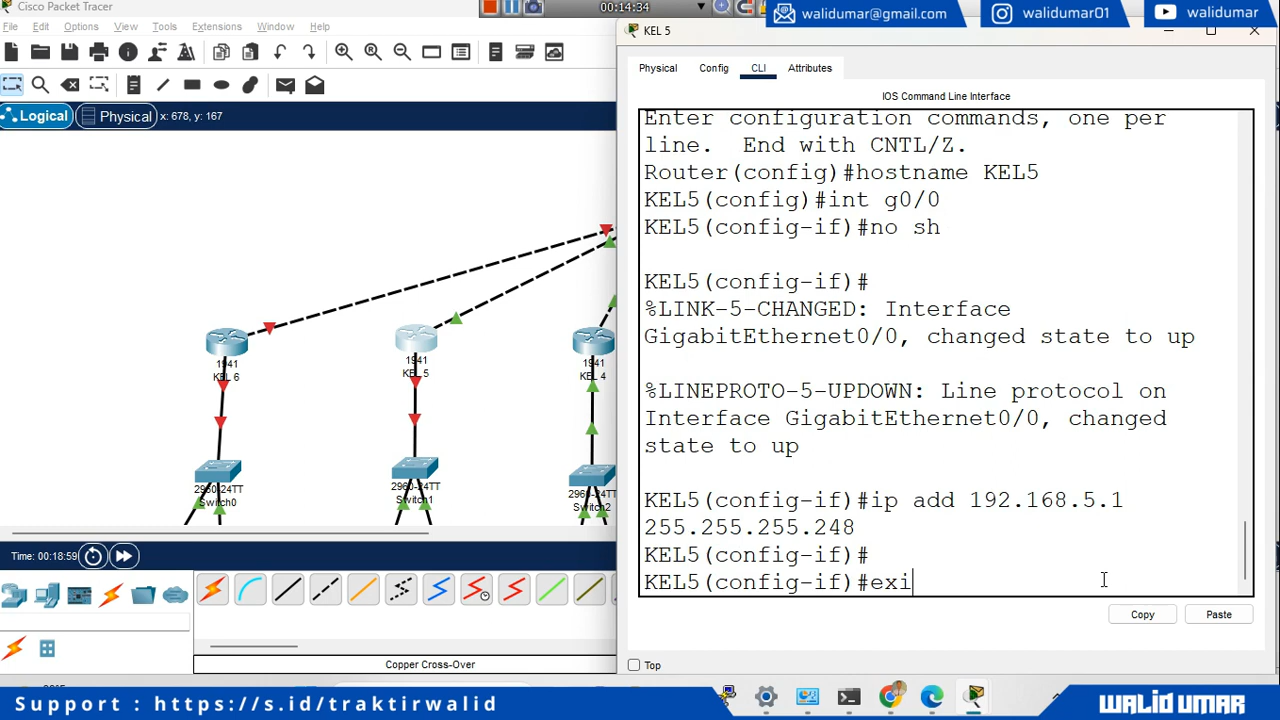 Cisco Packet Tracer
00:14:34
walidumar@gmail.com
walidumar01
walidumar
File Edit Options View Tools Extensions Window Help
KEL 5
Physical Config CLI Attributes
IOS Command Line Interface
Logical Physical x: 678, y: 167
Enter configuration commands, one per
line. End with CNTL/Z.
Router(config)#hostname KEL5
KEL5(config)#int g0/0
KEL5(config-if)#no sh
KEL5(config-if)#
%LINK-5-CHANGED: Interface
GigabitEthernet0/0, changed state to up
%LINEPROTO-5-UPDOWN: Line protocol on
Interface GigabitEthernet0/0, changed
state to up
KEL5(config-if)#ip add 192.168.5.1
255.255.255.248
KEL5(config-if)#
KEL5(config-if)#exi
1941
KEL 6
1941
KEL 5
1941
KEL 4
2960-24TT
Switch0
2960-24TT
Switch1
2960-24TT
Switch2
Time: 00:18:59
Copy Paste
Copper Cross-Over
Top
Support : https://s.id/traktirwalid
WALID UMAR